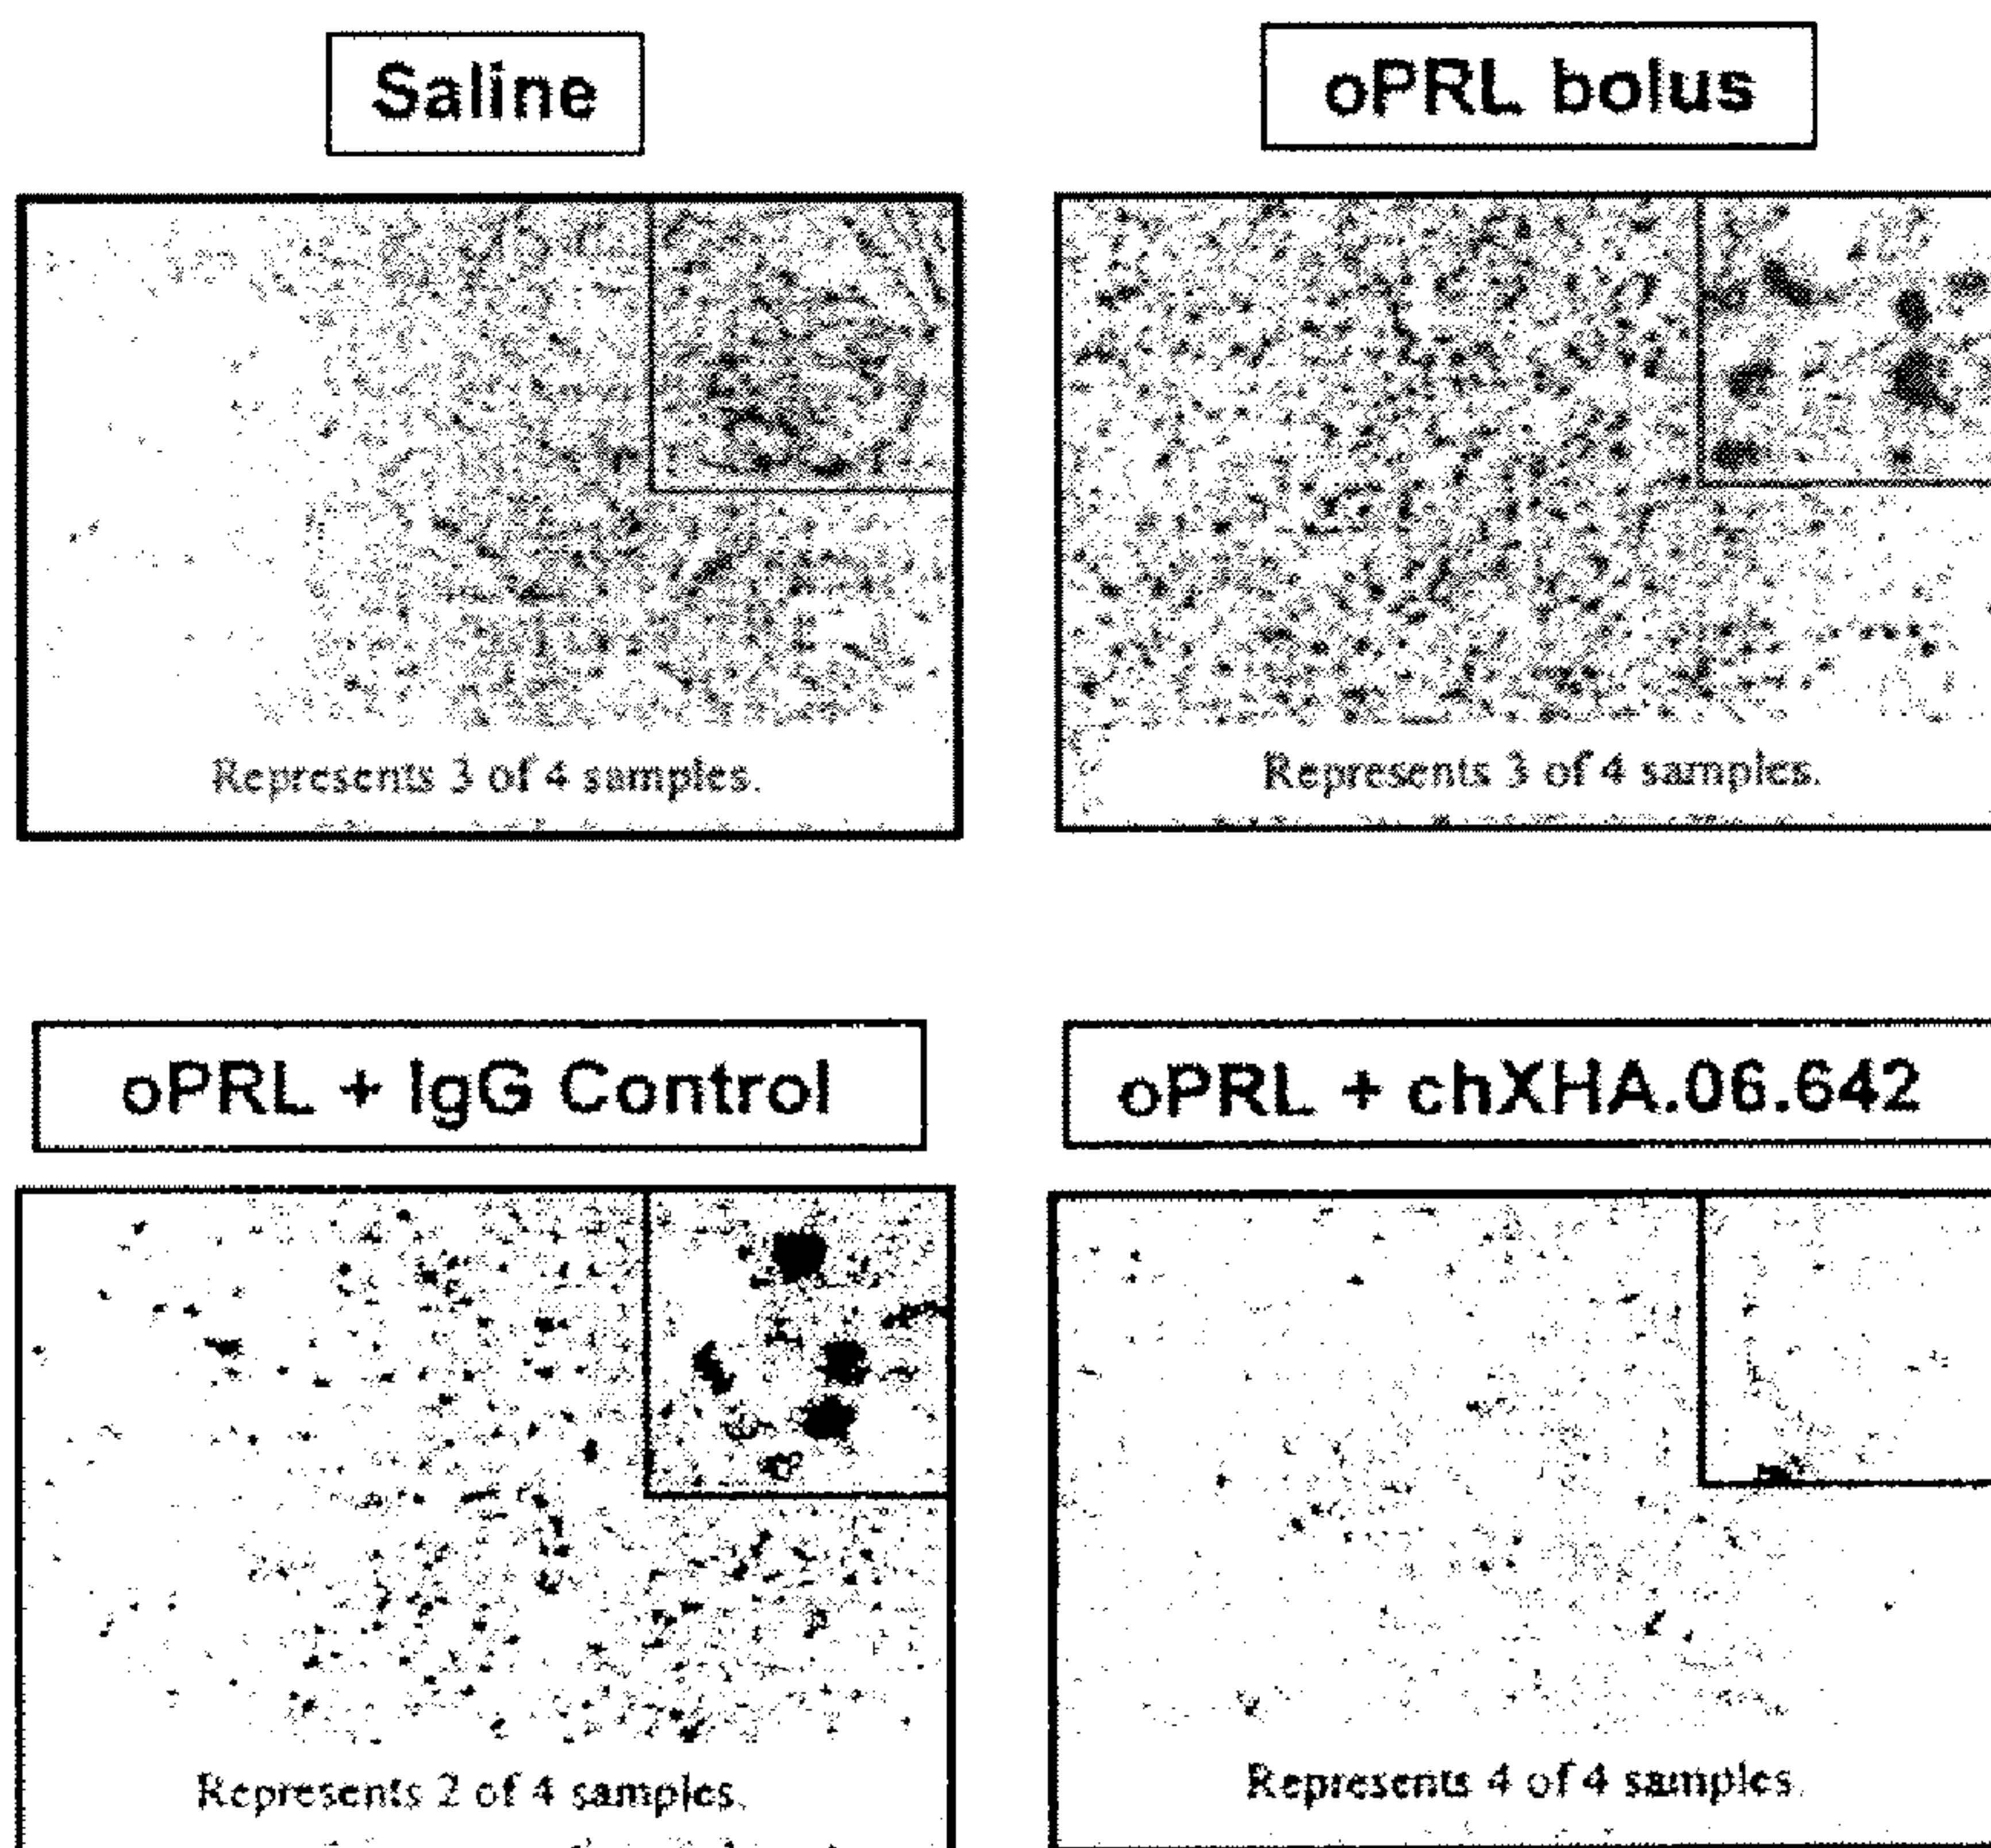 Saline
oPRL bolus
Represents 3 of 4 samples.
Represents 3 of 4 samples.
oPRL + IgG Control
oPRL + chXHA.06.642
Represents 2 of 4 samples.
Represents 4 of 4 samples.